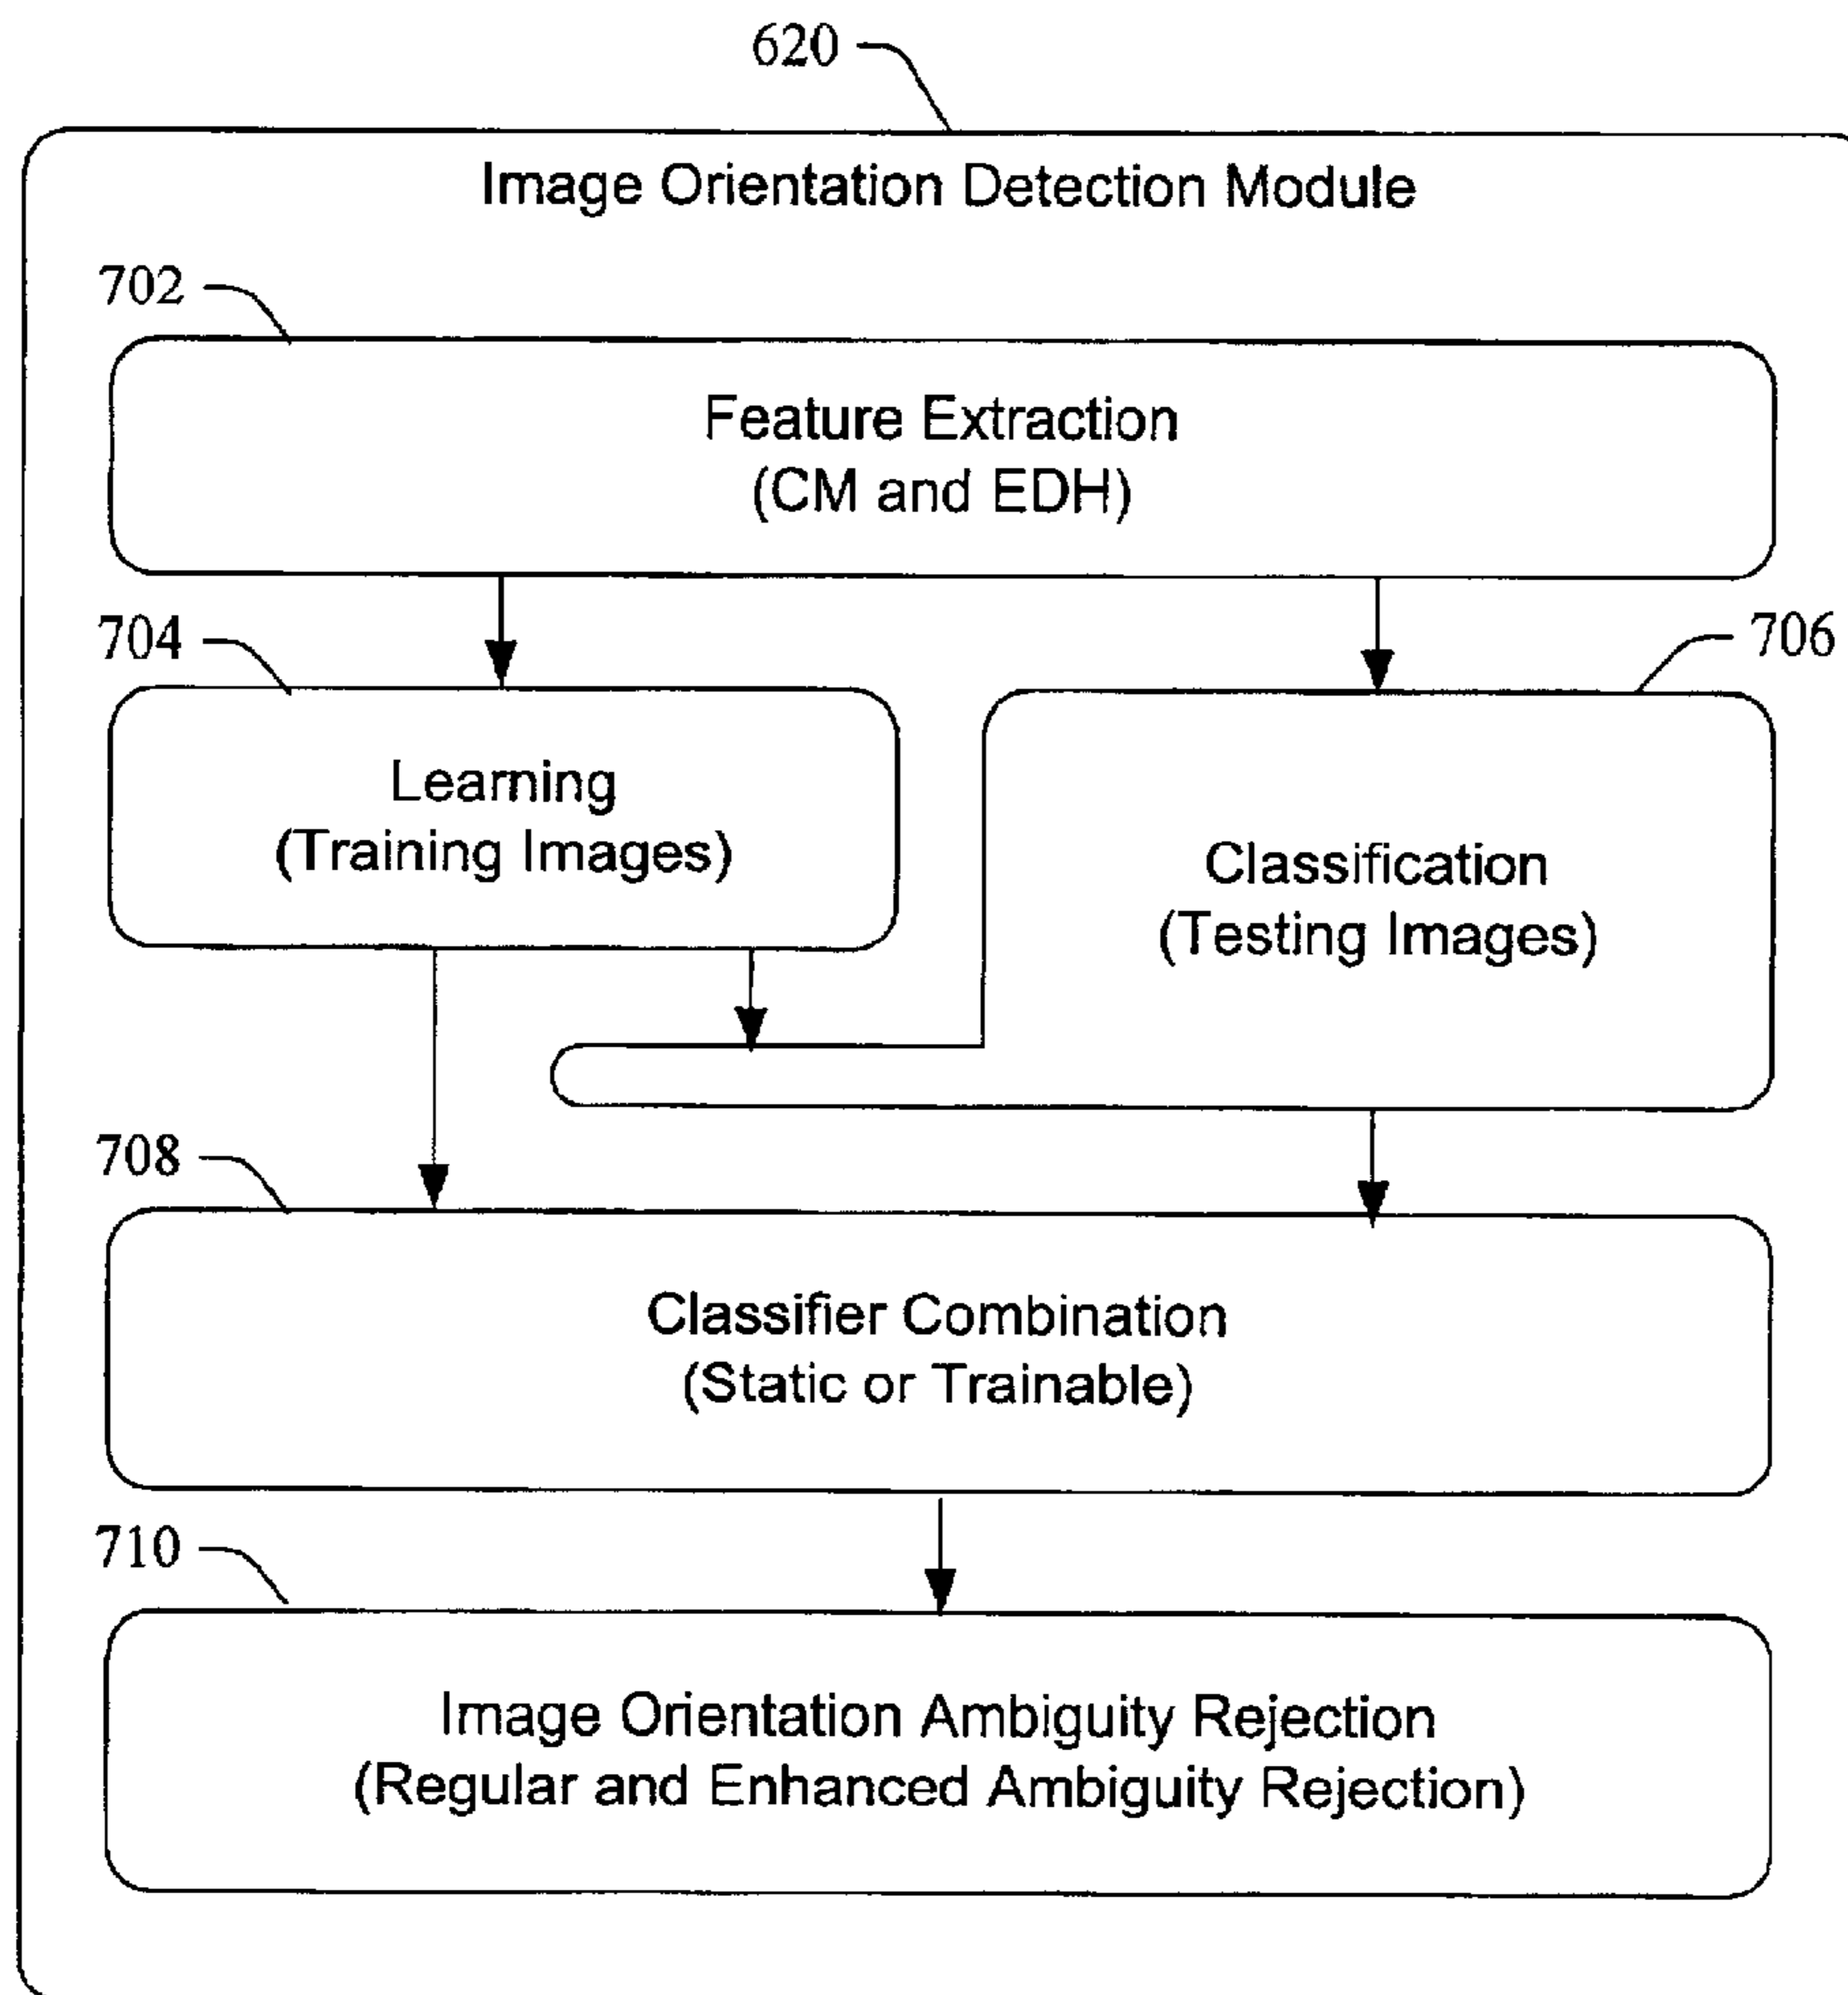 620
Image Orientation Detection Module
702
Feature Extraction
(CM and EDH)
704
706
Learning
(Training Images)
Classification
(Testing Images)
708
Classifier Combination
(Static or Trainable)
710
Image Orientation Ambiguity Rejection
(Regular and Enhanced Ambiguity Rejection)